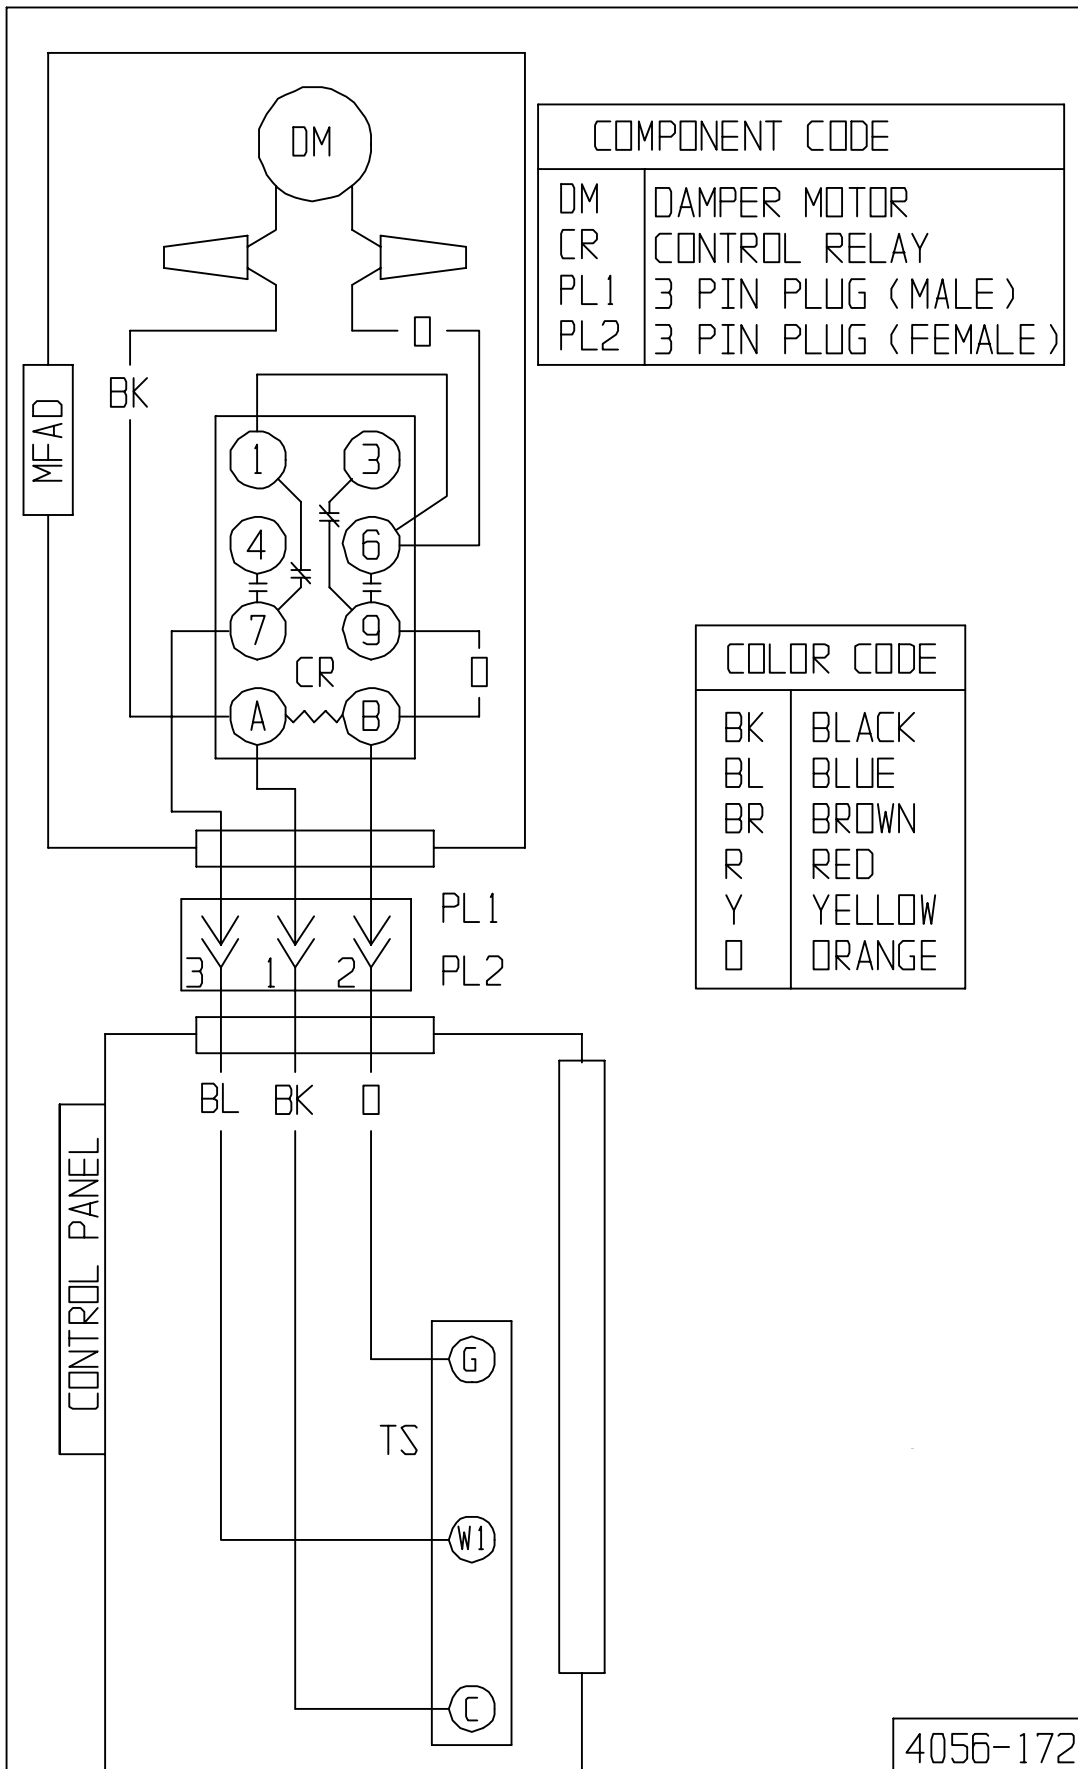 DM
COMPONENT CODE
DM DAMPER MOTOR
CR CONTROL RELAY
PL1 3 PIN PLUG (MALE)
PL2 3 PIN PLUG (FEMALE)
O
BK
MFAD
1 3
4 6
7 9
CR
O
A B
COLOR CODE
BK BLACK
BL BLUE
BR BROWN
R RED
Y YELLOW
O ORANGE
PL1
3 1 2 PL2
BL BK O
CONTROL PANEL
G
TS
W1
C
4056-172